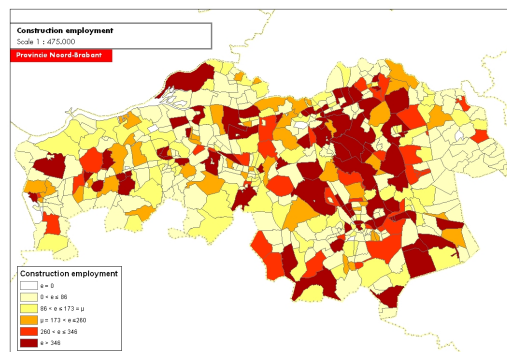 Construction employment
Scale 1 : 475.000
Provincie Noord-Brabant
Construction employment
e = 0
0 < e ≤ 86
86 < e ≤ 173 = μ
μ = 173 < e ≤260
260 < e ≤ 346
e > 346